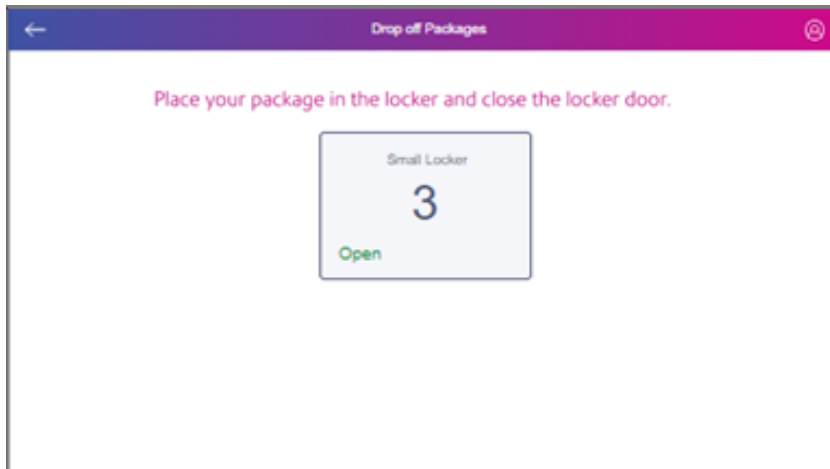 Drop off Packages
Place your package in the locker and close the locker door.
Small Locker
3
Open